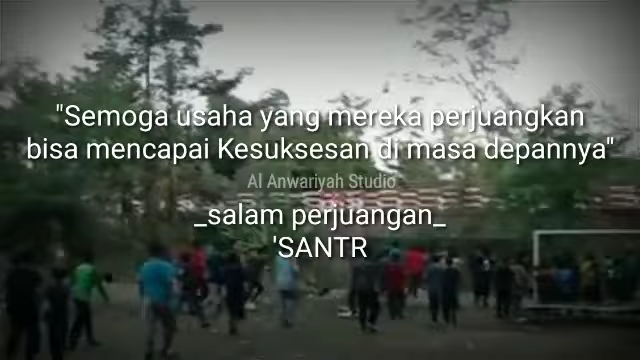 "Semoga usaha yang mereka perjuangkan
bisa mencapai Kesuksesan di masa depannya"
Al Anwariyah Studio
_salam perjuangan_
'SANTR